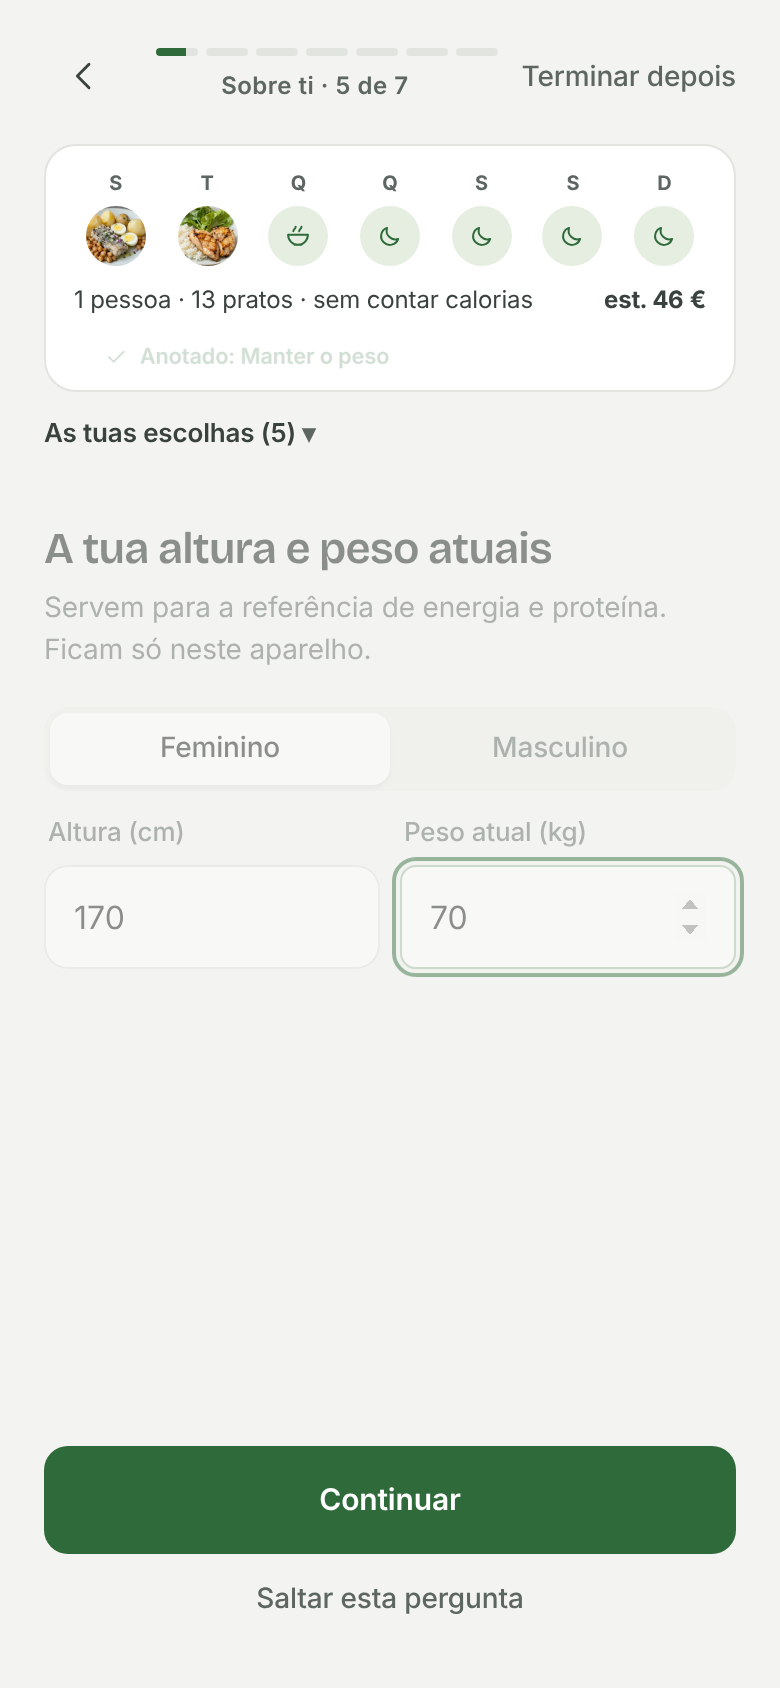 Sobre ti · 5 de 7
Terminar depois
S T Q Q S S D
1 pessoa · 13 pratos · sem contar calorias est. 46 €
Anotado: Manter o peso
As tuas escolhas (5) ▾
A tua altura e peso atuais
Servem para a referência de energia e proteína.
Ficam só neste aparelho.
Feminino Masculino
Altura (cm) Peso atual (kg)
170 70
Continuar
Saltar esta pergunta